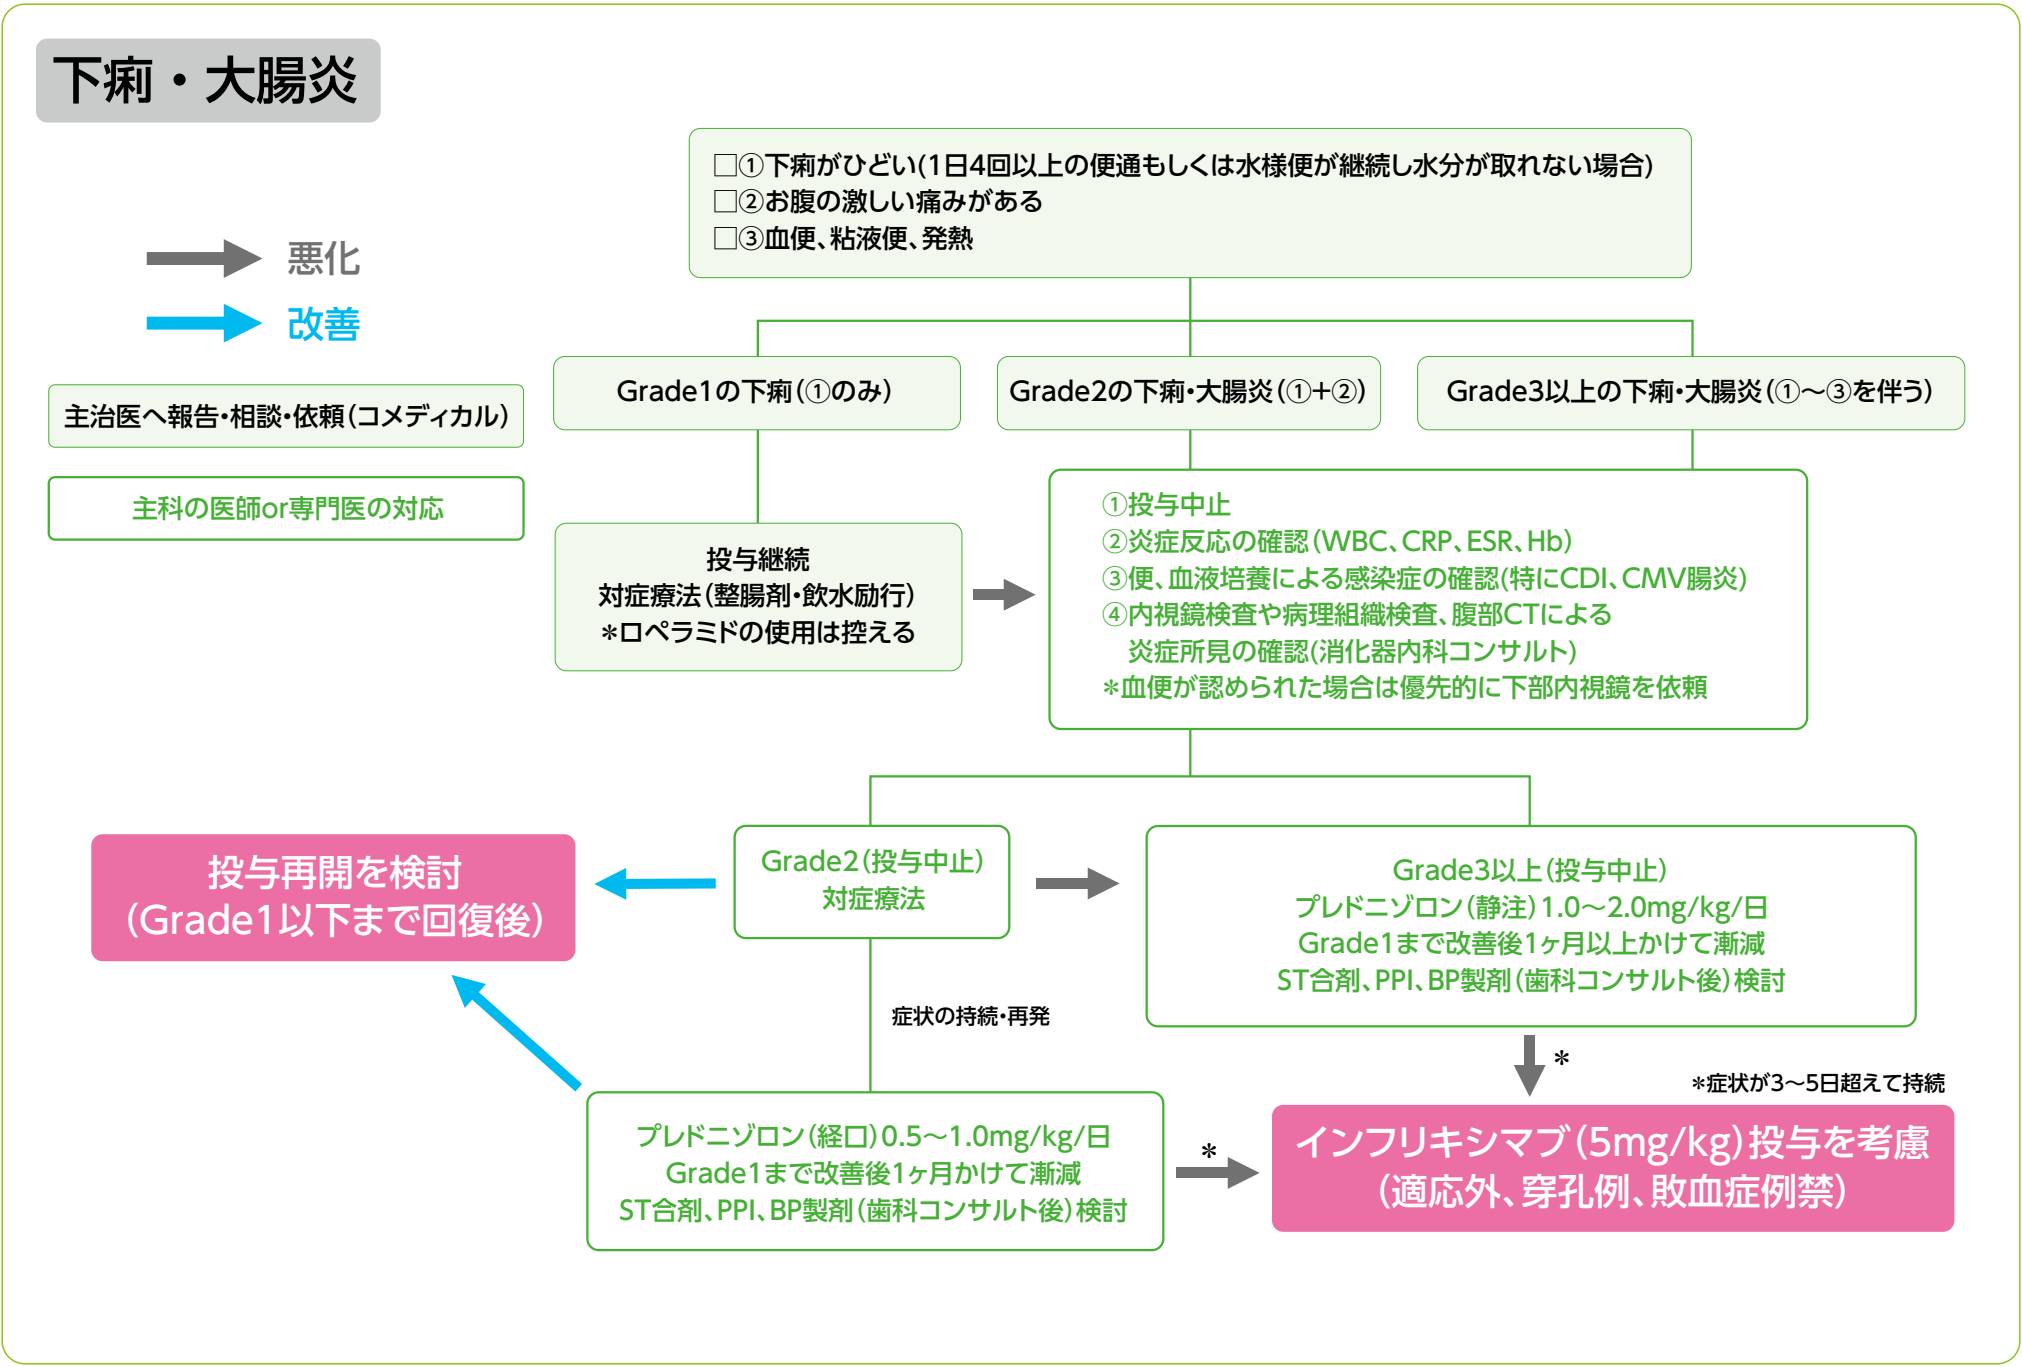 下痢・大腸炎
□①下痢がひどい(1日4回以上の便通もしくは水様便が継続し水分が取れない場合)
□②お腹の激しい痛みがある
□③血便、粘液便、発熱
悪化
改善
主治医へ報告・相談・依頼（コメディカル）
主科の医師or専門医の対応
Grade1の下痢（①のみ）
Grade2の下痢・大腸炎（①+②）
Grade3以上の下痢・大腸炎（①〜③を伴う）
投与継続
対症療法（整腸剤・飲水励行）
＊ロペラミドの使用は控える
①投与中止
②炎症反応の確認（WBC、CRP、ESR、Hb）
③便、血液培養による感染症の確認(特にCDI、CMV腸炎)
④内視鏡検査や病理組織検査、腹部CTによる
炎症所見の確認(消化器内科コンサルト)
＊血便が認められた場合は優先的に下部内視鏡を依頼
投与再開を検討
（Grade1以下まで回復後）
Grade2（投与中止）
対症療法
Grade3以上（投与中止）
プレドニゾロン（静注）1.0〜2.0mg/kg/日
Grade1まで改善後1ヶ月以上かけて漸減
ST合剤、PPI、BP製剤（歯科コンサルト後）検討
症状の持続・再発
＊
＊症状が3〜5日超えて持続
プレドニゾロン（経口）0.5〜1.0mg/kg/日
Grade1まで改善後1ヶ月かけて漸減
ST合剤、PPI、BP製剤（歯科コンサルト後）検討
＊
インフリキシマブ（5mg/kg）投与を考慮
（適応外、穿孔例、敗血症例禁）